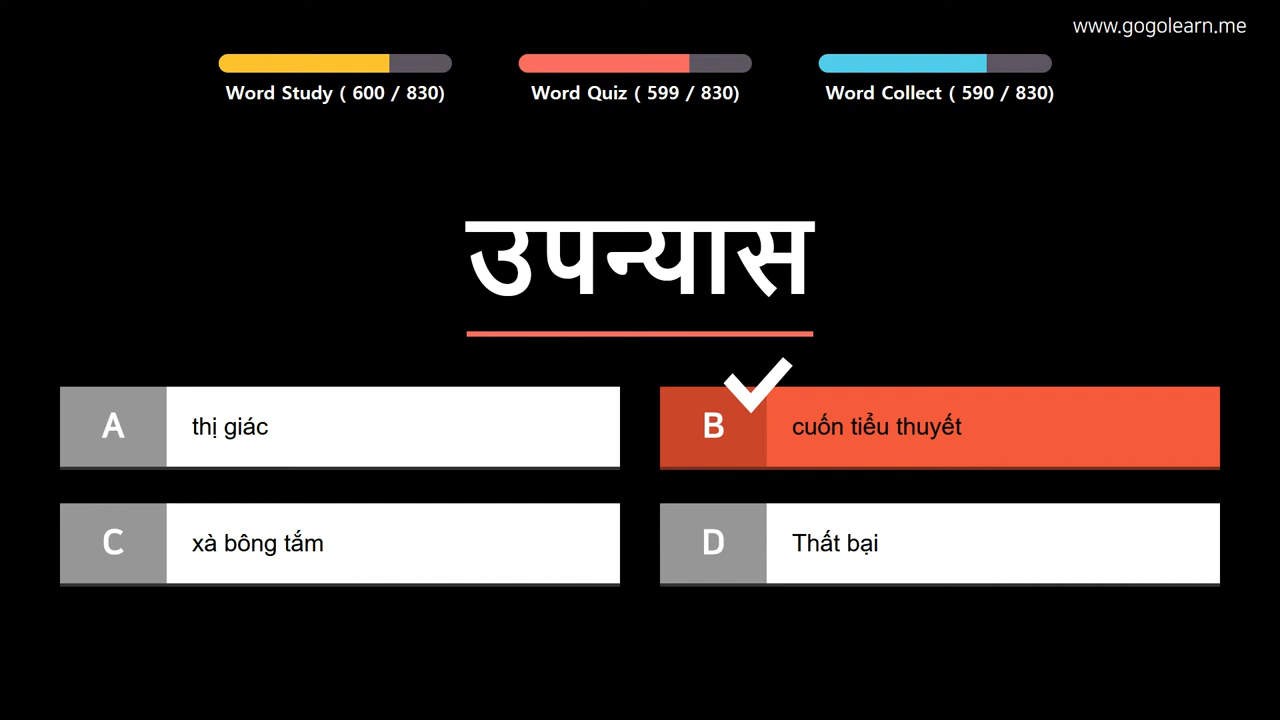 www.gogolearn.me
Word Study ( 600 / 830)
Word Quiz ( 599 / 830)
Word Collect ( 590 / 830)
उपन्यास
A
thị giác
B
cuốn tiểu thuyết
C
xà bông tắm
D
Thất bại